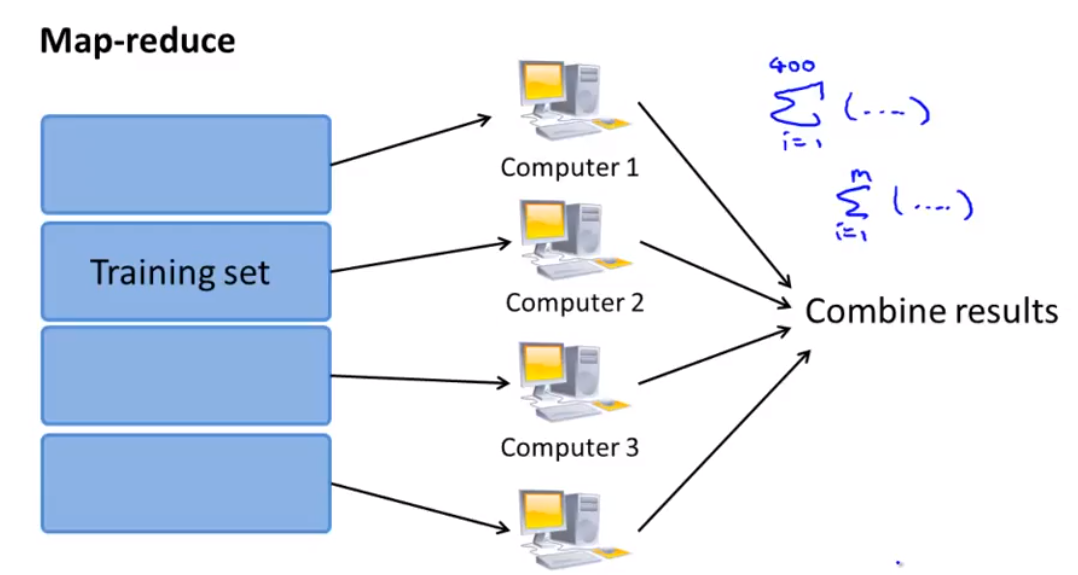 Map-reduce
400
∑ (....)
i=1
m
∑ (....)
i=1
Computer 1
Training set
Computer 2
Combine results
Computer 3